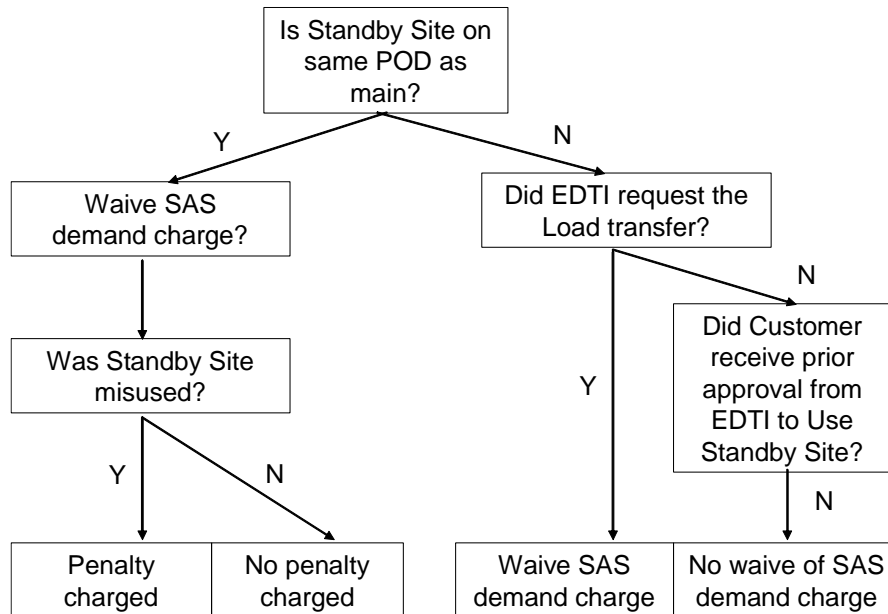 Is Standby Site on
same POD as
main?
Y
N
Waive SAS
demand charge?
Did EDTI request the
Load transfer?
N
Was Standby Site
misused?
Did Customer
receive prior
approval from
EDTI to Use
Standby Site?
Y
Y
N
N
Penalty
charged
No penalty
charged
Waive SAS
demand charge
No waive of SAS
demand charge